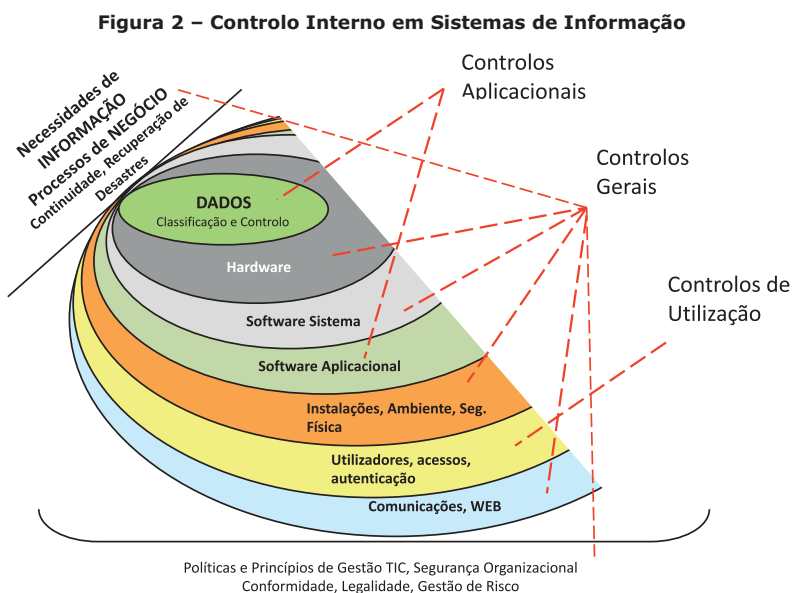 Figura 2 – Controlo Interno em Sistemas de Informação
Necessidades de
INFORMAÇÃO
Processos de NEGÓCIO
Continuidade, Recuperação de
Desastres
Controlos
Aplicacionais
Controlos
Gerais
Controlos de
Utilização
DADOS
Classificação e Controlo
Hardware
Software Sistema
Software Aplicacional
Instalações, Ambiente, Seg.
Física
Utilizadores, acessos,
autenticação
Comunicações, WEB
Políticas e Princípios de Gestão TIC, Segurança Organizacional
Conformidade, Legalidade, Gestão de Risco